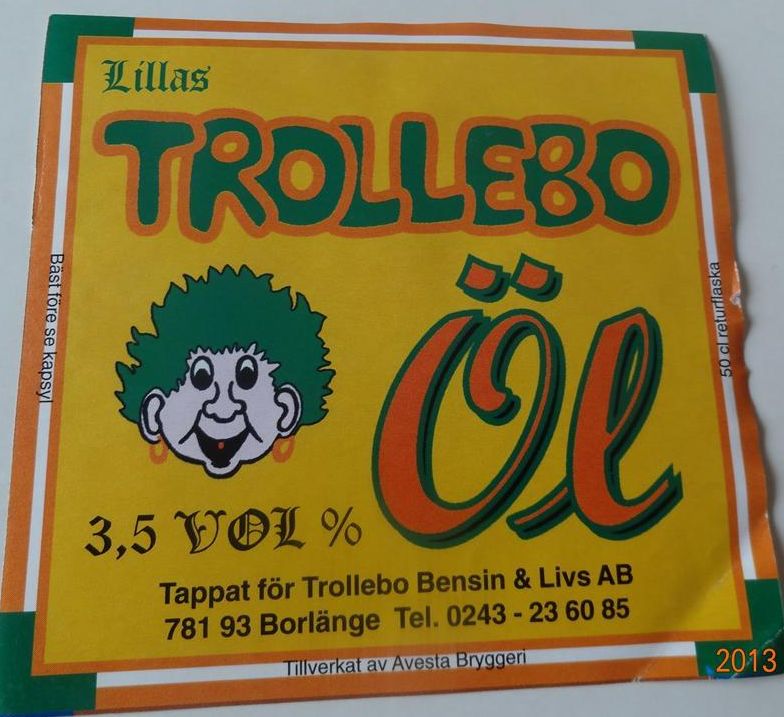 Lillas
TROLLEBO
Öl
3,5 VOL %
Tappat för Trollebo Bensin & Livs AB
781 93 Borlänge Tel. 0243 - 23 60 85
Tillverkat av Avesta Bryggeri
Bäst före se kapsyl
50 cl returflaska
2013